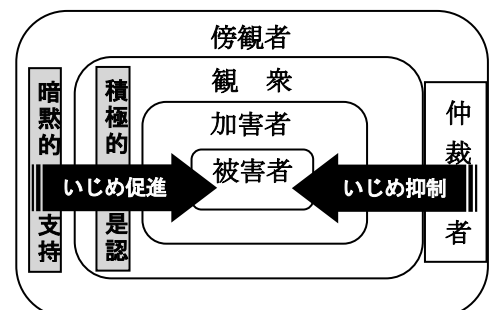 傍観者
観　衆
加害者
被害者
暗黙的支持
積極的是認
いじめ促進
いじめ抑制
仲裁者